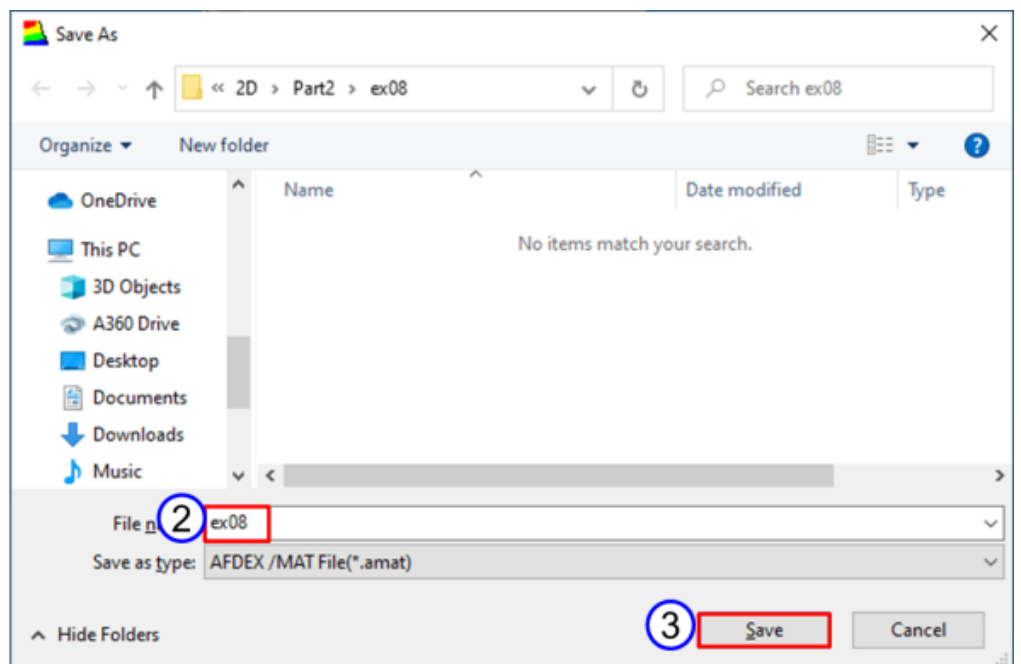 Save As
« 2D > Part2 > ex08
Search ex08
Organize
New folder
?
Name
Date modified
Type
OneDrive
No items match your search.
This PC
3D Objects
A360 Drive
Desktop
Documents
Downloads
Music
File n
2
ex08
Save as type:
AFDEX /MAT File(*.amat)
Hide Folders
3
Save
Cancel